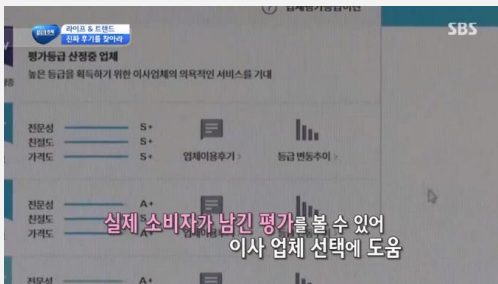 라이프 & 트렌드
진짜 후기를 찾아라
SBS
평가등급 산정중 업체
높은 등급을 획득하기 위한 이사업체의 의욕적인 서비스를 기대
전문성 S+
친절도 S+
가격도 S+
업체이용후기 >
등급 변동추이 >
전문성 A+
친절도 S
가격도
실제 소비자가 남긴 평가를 볼 수 있어
이사 업체 선택에 도움
전문성 A+